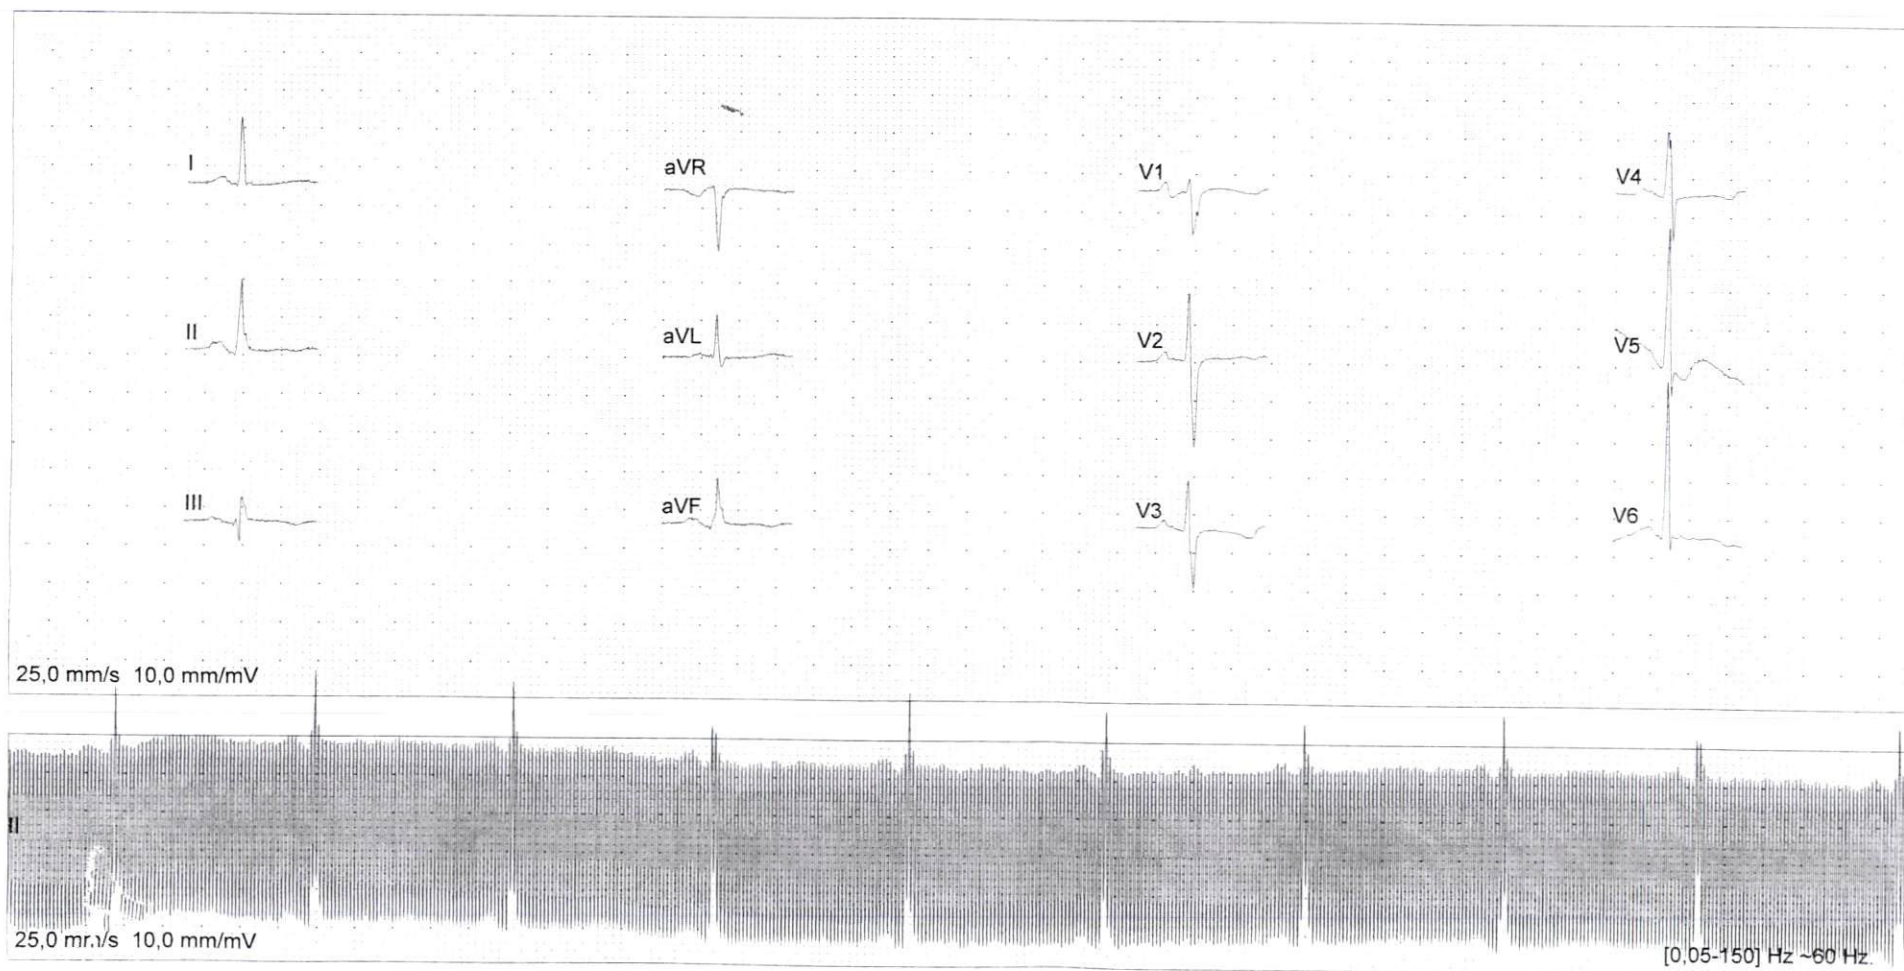 I
aVR
V1
V4
II
aVL
V2
V5
III
aVF
V3
V6
25,0 mm/s 10,0 mm/mV
II
25,0 mm/s 10,0 mm/mV
[0,05-150] Hz ~60 Hz